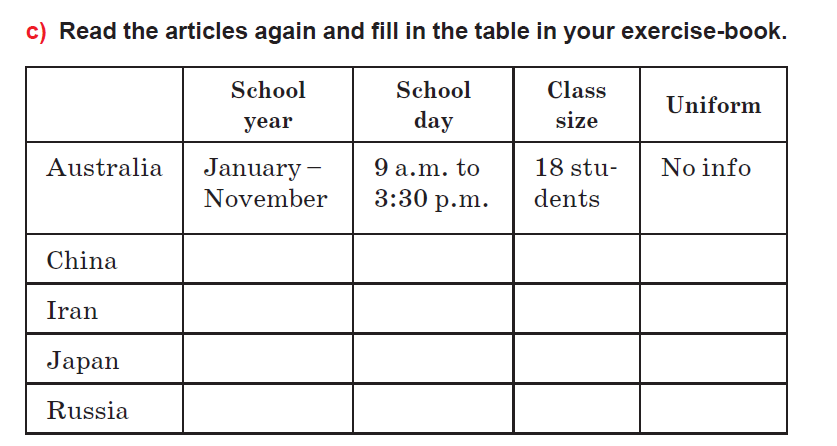 c) Read the articles again and fill in the table in your exercise-book.
School year School day Class size Uniform
Australia January – November 9 a.m. to 3:30 p.m. 18 stu-dents No info
China
Iran
Japan
Russia